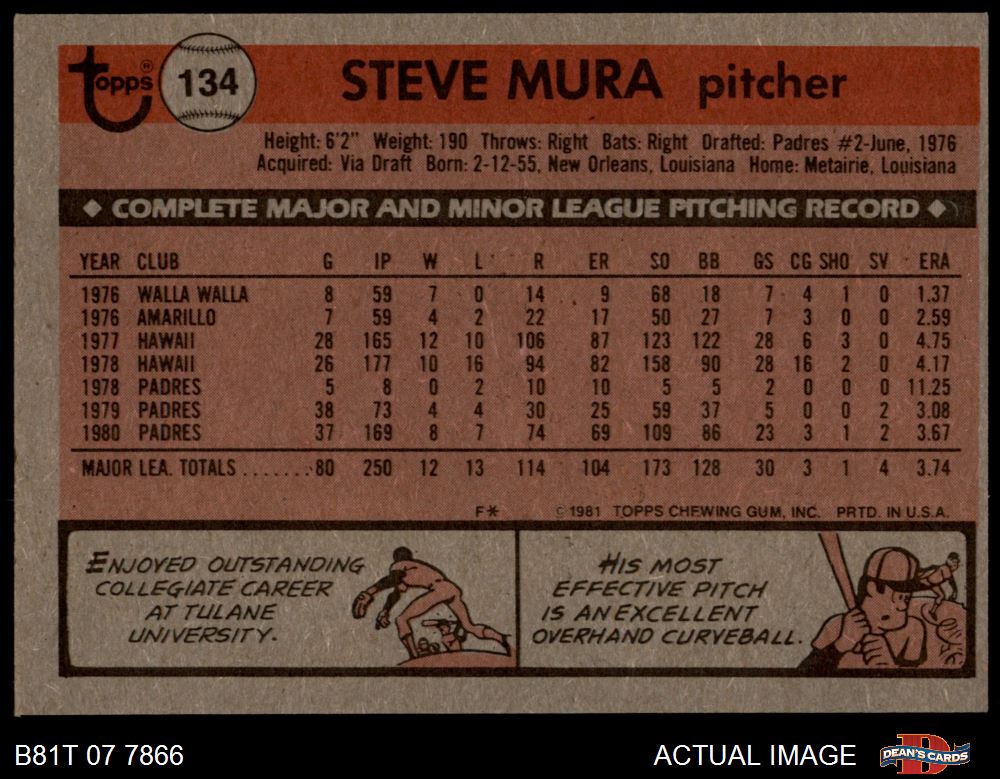 topps® 134 STEVE MURA pitcher
Height: 6'2" Weight: 190 Throws: Right Bats: Right Drafted: Padres #2-June, 1976
Acquired: Via Draft Born: 2-12-55, New Orleans, Louisiana Home: Metairie, Louisiana
◆ COMPLETE MAJOR AND MINOR LEAGUE PITCHING RECORD ◆
YEAR CLUB G IP W L R ER SO BB GS CG SHO SV ERA
1976 WALLA WALLA 8 59 7 0 14 9 68 18 7 4 1 0 1.37
1976 AMARILLO 7 59 4 2 22 17 50 27 7 3 0 0 2.59
1977 HAWAII 28 165 12 10 106 87 123 122 28 6 3 0 4.75
1978 HAWAII 26 177 10 16 94 82 158 90 28 16 2 0 4.17
1978 PADRES 5 8 0 2 10 10 5 5 2 0 0 0 11.25
1979 PADRES 38 73 4 4 30 25 59 37 5 0 0 2 3.08
1980 PADRES 37 169 8 7 74 69 109 86 23 3 1 2 3.67
MAJOR LEA. TOTALS ....... 80 250 12 13 114 104 173 128 30 3 1 4 3.74
F* © 1981 TOPPS CHEWING GUM, INC. PRTD. IN U.S.A.
ENJOYED OUTSTANDING
COLLEGIATE CAREER
AT TULANE
UNIVERSITY.
HIS MOST
EFFECTIVE PITCH
IS AN EXCELLENT
OVERHAND CURVEBALL.
B81T 07 7866 ACTUAL IMAGE DEAN'S CARDS